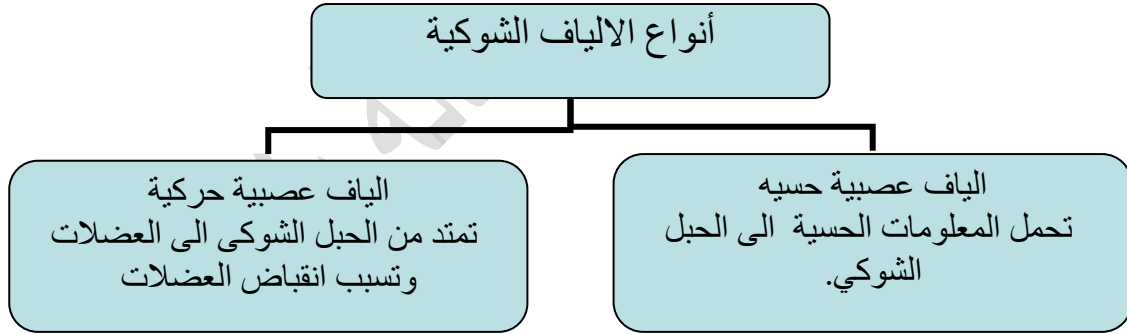 أنواع الالياف الشوكية
الياف عصبية حسيه
تحمل المعلومات الحسية الى الحبل
الشوكي.
الياف عصبية حركية
تمتد من الحبل الشوكى الى العضلات
وتسبب انقباض العضلات